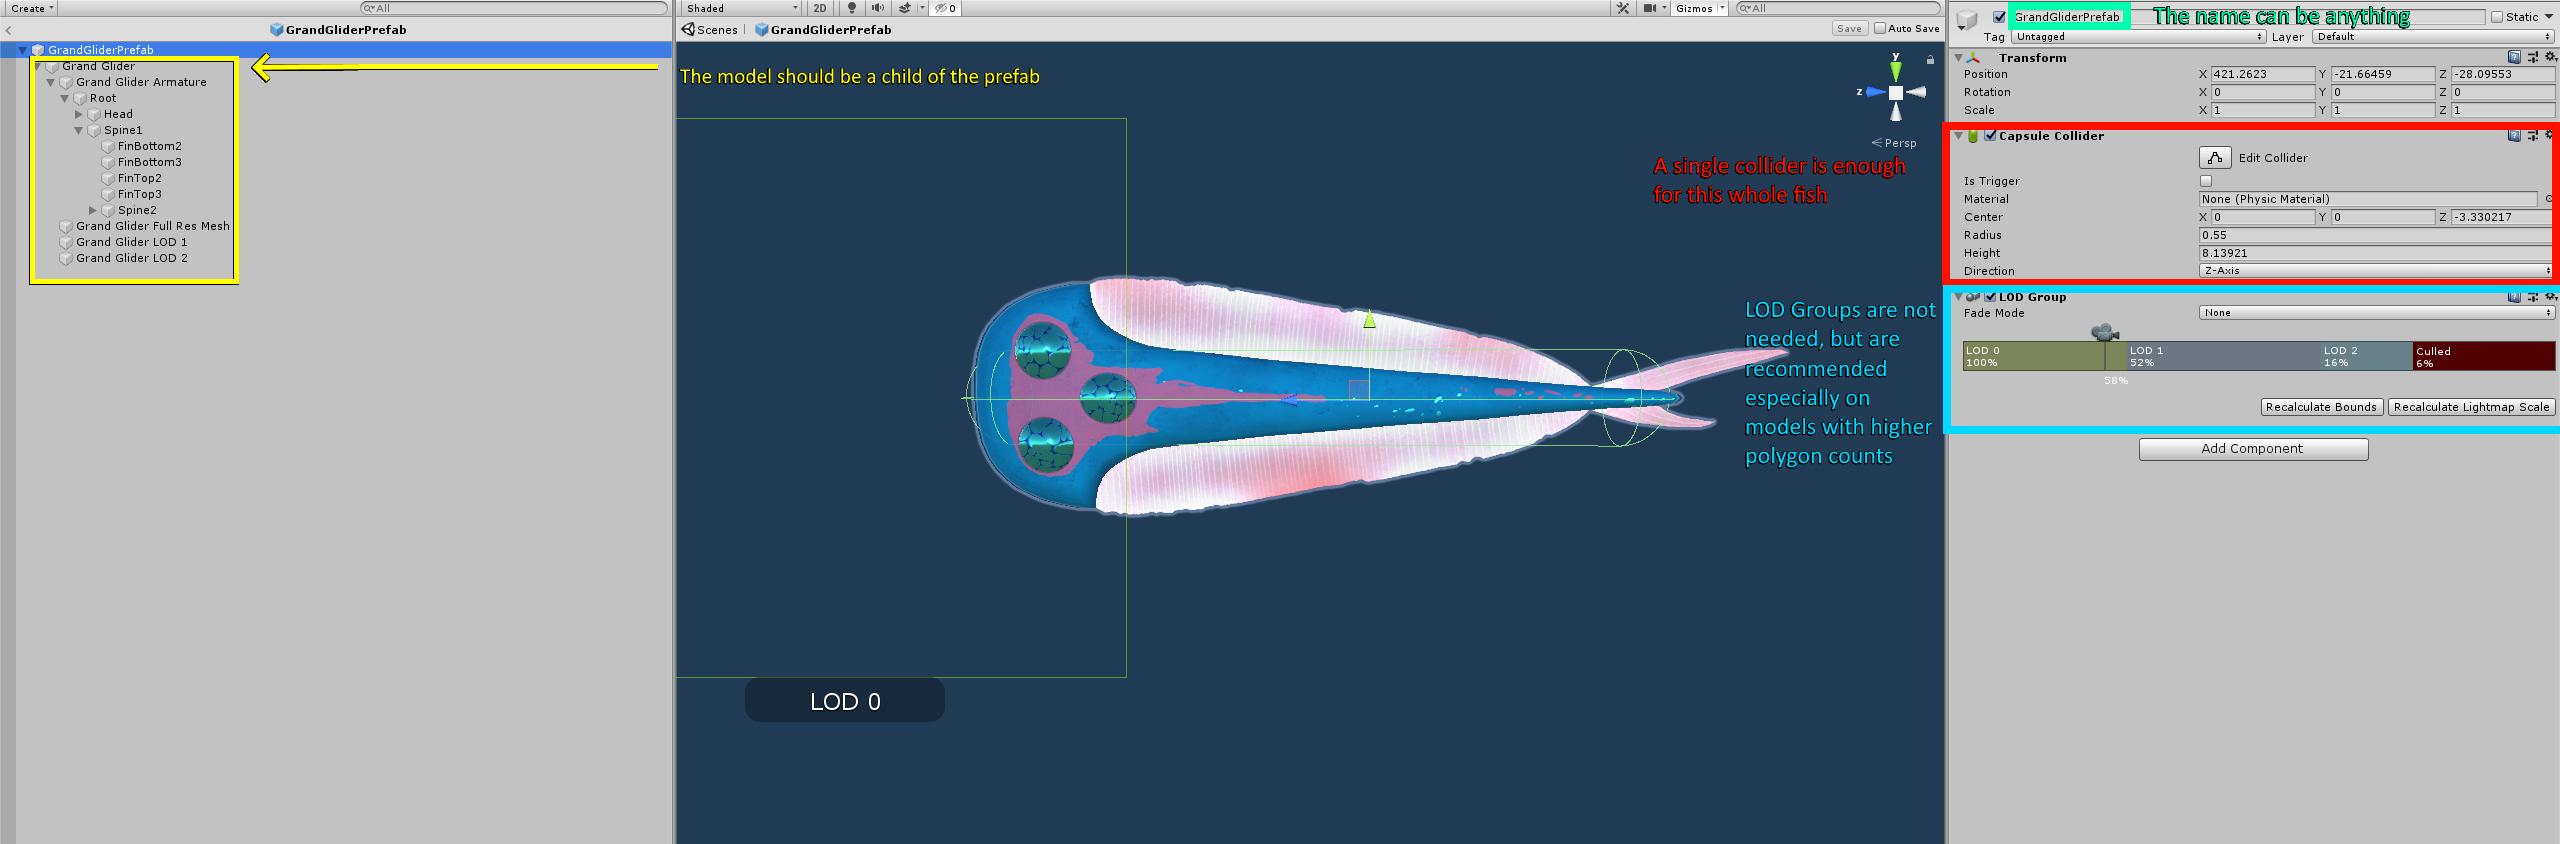 Create
All
GrandGliderPrefab
GrandGliderPrefab
Grand Glider
Grand Glider Armature
Root
Head
Spine1
FinBottom2
FinBottom3
FinTop2
FinTop3
Spine2
Grand Glider Full Res Mesh
Grand Glider LOD 1
Grand Glider LOD 2
Shaded 2D 0 Gizmos All
Scenes GrandGliderPrefab Save Auto Save
The model should be a child of the prefab
y
z
Persp
A single collider is enough
for this whole fish
LOD Groups are not
needed, but are
recommended
especially on
models with higher
polygon counts
LOD 0
GrandGliderPrefab The name can be anything Static
Tag Untagged Layer Default
Transform
Position X 421.2623 Y -21.66459 Z -28.09553
Rotation X 0 Y 0 Z 0
Scale X 1 Y 1 Z 1
Capsule Collider
Edit Collider
Is Trigger
Material None (Physic Material)
Center X 0 Y 0 Z -3.330217
Radius 0.55
Height 8.13921
Direction Z-Axis
LOD Group
Fade Mode None
LOD 0 LOD 1 LOD 2 Culled
100% 52% 16% 6%
58%
Recalculate Bounds Recalculate Lightmap Scale
Add Component